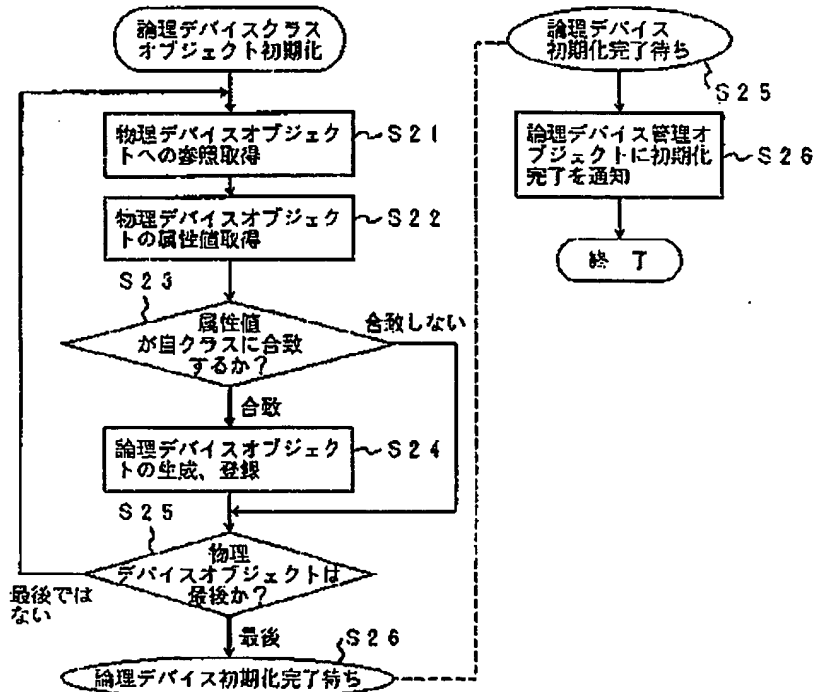 論理デバイスクラス
オブジェクト初期化
物理デバイスオブジェク
トへの参照取得
S21
物理デバイスオブジェク
トの属性値取得
S22
S23
属性値
が自クラスに合致
するか?
合致しない
合致
論理デバイスオブジェク
トの生成、登録
S24
S25
物理
デバイスオブジェクトは
最後か?
最後では
ない
最後
S26
論理デバイス初期化完了待ち
論理デバイス
初期化完了待ち
S25
論理デバイス管理オ
ブジェクトに初期化
完了を通知
S26
終了